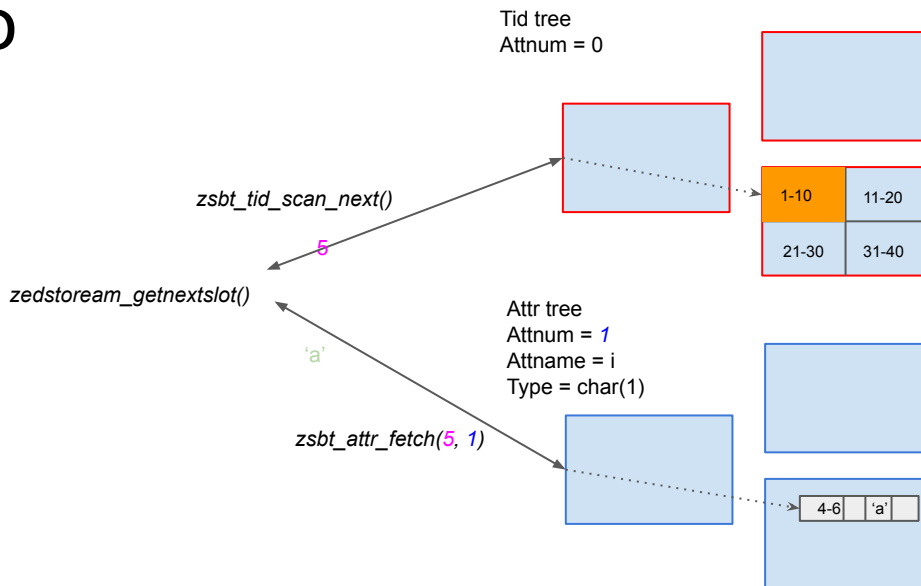 Tid tree
Attnum = 0
zsbt_tid_scan_next()
5
1-10
11-20
21-30
31-40
zedstoream_getnextslot()
Attr tree
Attnum = 1
Attname = i
Type = char(1)
‘a’
zsbt_attr_fetch(5, 1)
4-6
‘a’